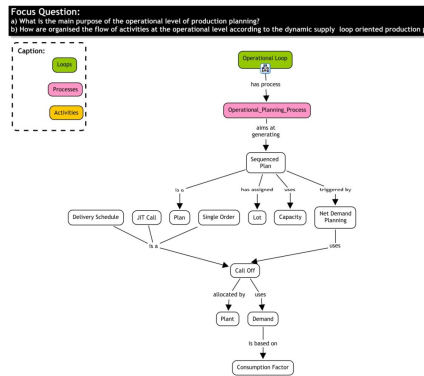 Focus Question:
a) What is the main purpose of the operational level of production planning?
b) How are organised the flow of activities at the operational level according to the dynamic supply loop oriented production
Caption:
Loops
Processes
Activities
Operational Loop
has process
Operational_Planning_Process
aims at
generating
Sequenced
Plan
is a
has assigned
uses
triggered by
Delivery Schedule
JIT Call
Plan
Single Order
Lot
Capacity
Net Demand
Planning
is a
uses
Call Off
allocated by
uses
Plant
Demand
is based on
Consumption Factor